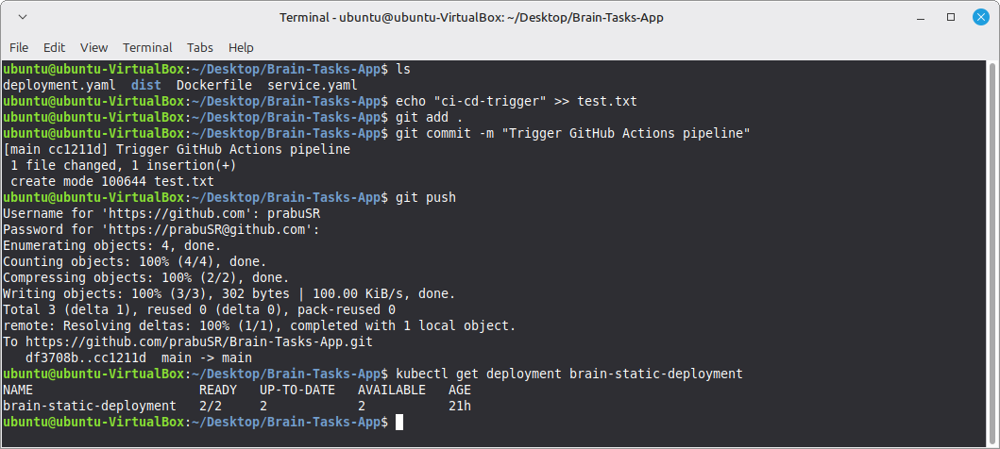 Terminal - ubuntu@ubuntu-VirtualBox: ~/Desktop/Brain-Tasks-App
File Edit View Terminal Tabs Help
ubuntu@ubuntu-VirtualBox:~/Desktop/Brain-Tasks-App$ ls
deployment.yaml  dist  Dockerfile  service.yaml
ubuntu@ubuntu-VirtualBox:~/Desktop/Brain-Tasks-App$ echo "ci-cd-trigger" >> test.txt
ubuntu@ubuntu-VirtualBox:~/Desktop/Brain-Tasks-App$ git add .
ubuntu@ubuntu-VirtualBox:~/Desktop/Brain-Tasks-App$ git commit -m "Trigger GitHub Actions pipeline"
[main cc1211d] Trigger GitHub Actions pipeline
 1 file changed, 1 insertion(+)
 create mode 100644 test.txt
ubuntu@ubuntu-VirtualBox:~/Desktop/Brain-Tasks-App$ git push
Username for 'https://github.com': prabuSR
Password for 'https://prabuSR@github.com':
Enumerating objects: 4, done.
Counting objects: 100% (4/4), done.
Compressing objects: 100% (2/2), done.
Writing objects: 100% (3/3), 302 bytes | 100.00 KiB/s, done.
Total 3 (delta 1), reused 0 (delta 0), pack-reused 0
remote: Resolving deltas: 100% (1/1), completed with 1 local object.
To https://github.com/prabuSR/Brain-Tasks-App.git
   df3708b..cc1211d  main -> main
ubuntu@ubuntu-VirtualBox:~/Desktop/Brain-Tasks-App$ kubectl get deployment brain-static-deployment
NAME                      READY   UP-TO-DATE   AVAILABLE   AGE
brain-static-deployment   2/2     2            2           21h
ubuntu@ubuntu-VirtualBox:~/Desktop/Brain-Tasks-App$